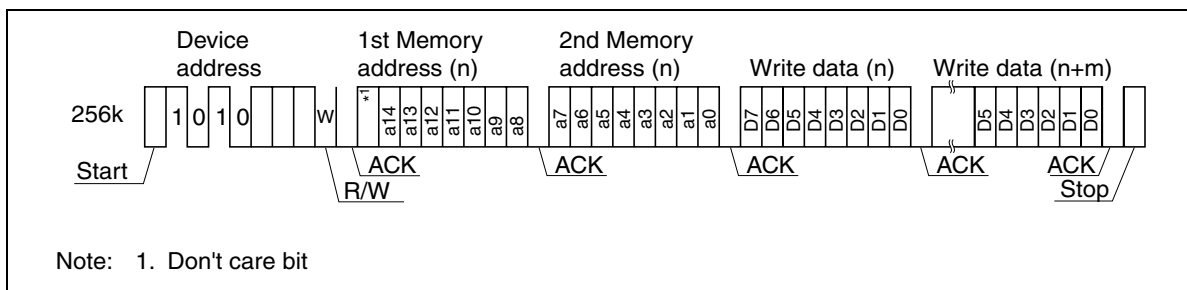 Device address 1st Memory address (n) 2nd Memory address (n) Write data (n) Write data (n+m)
256k 1 0 1 0 W *1 a14 a13 a12 a11 a10 a9 a8 a7 a6 a5 a4 a3 a2 a1 a0 D7 D6 D5 D4 D3 D2 D1 D0 D5 D4 D3 D2 D1 D0
Start ACK ACK ACK ACK ACK
R/W Stop
Note: 1. Don't care bit